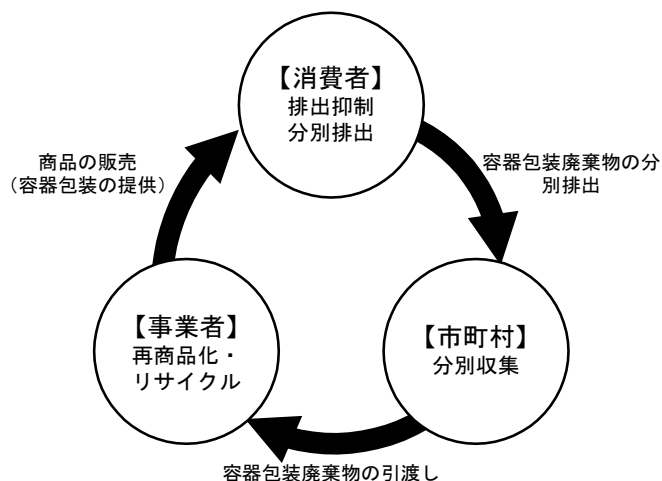 【消費者】
排出抑制
分別排出
商品の販売
（容器包装の提供）
容器包装廃棄物の分
別排出
【事業者】
再商品化・
リサイクル
【市町村】
分別収集
容器包装廃棄物の引渡し